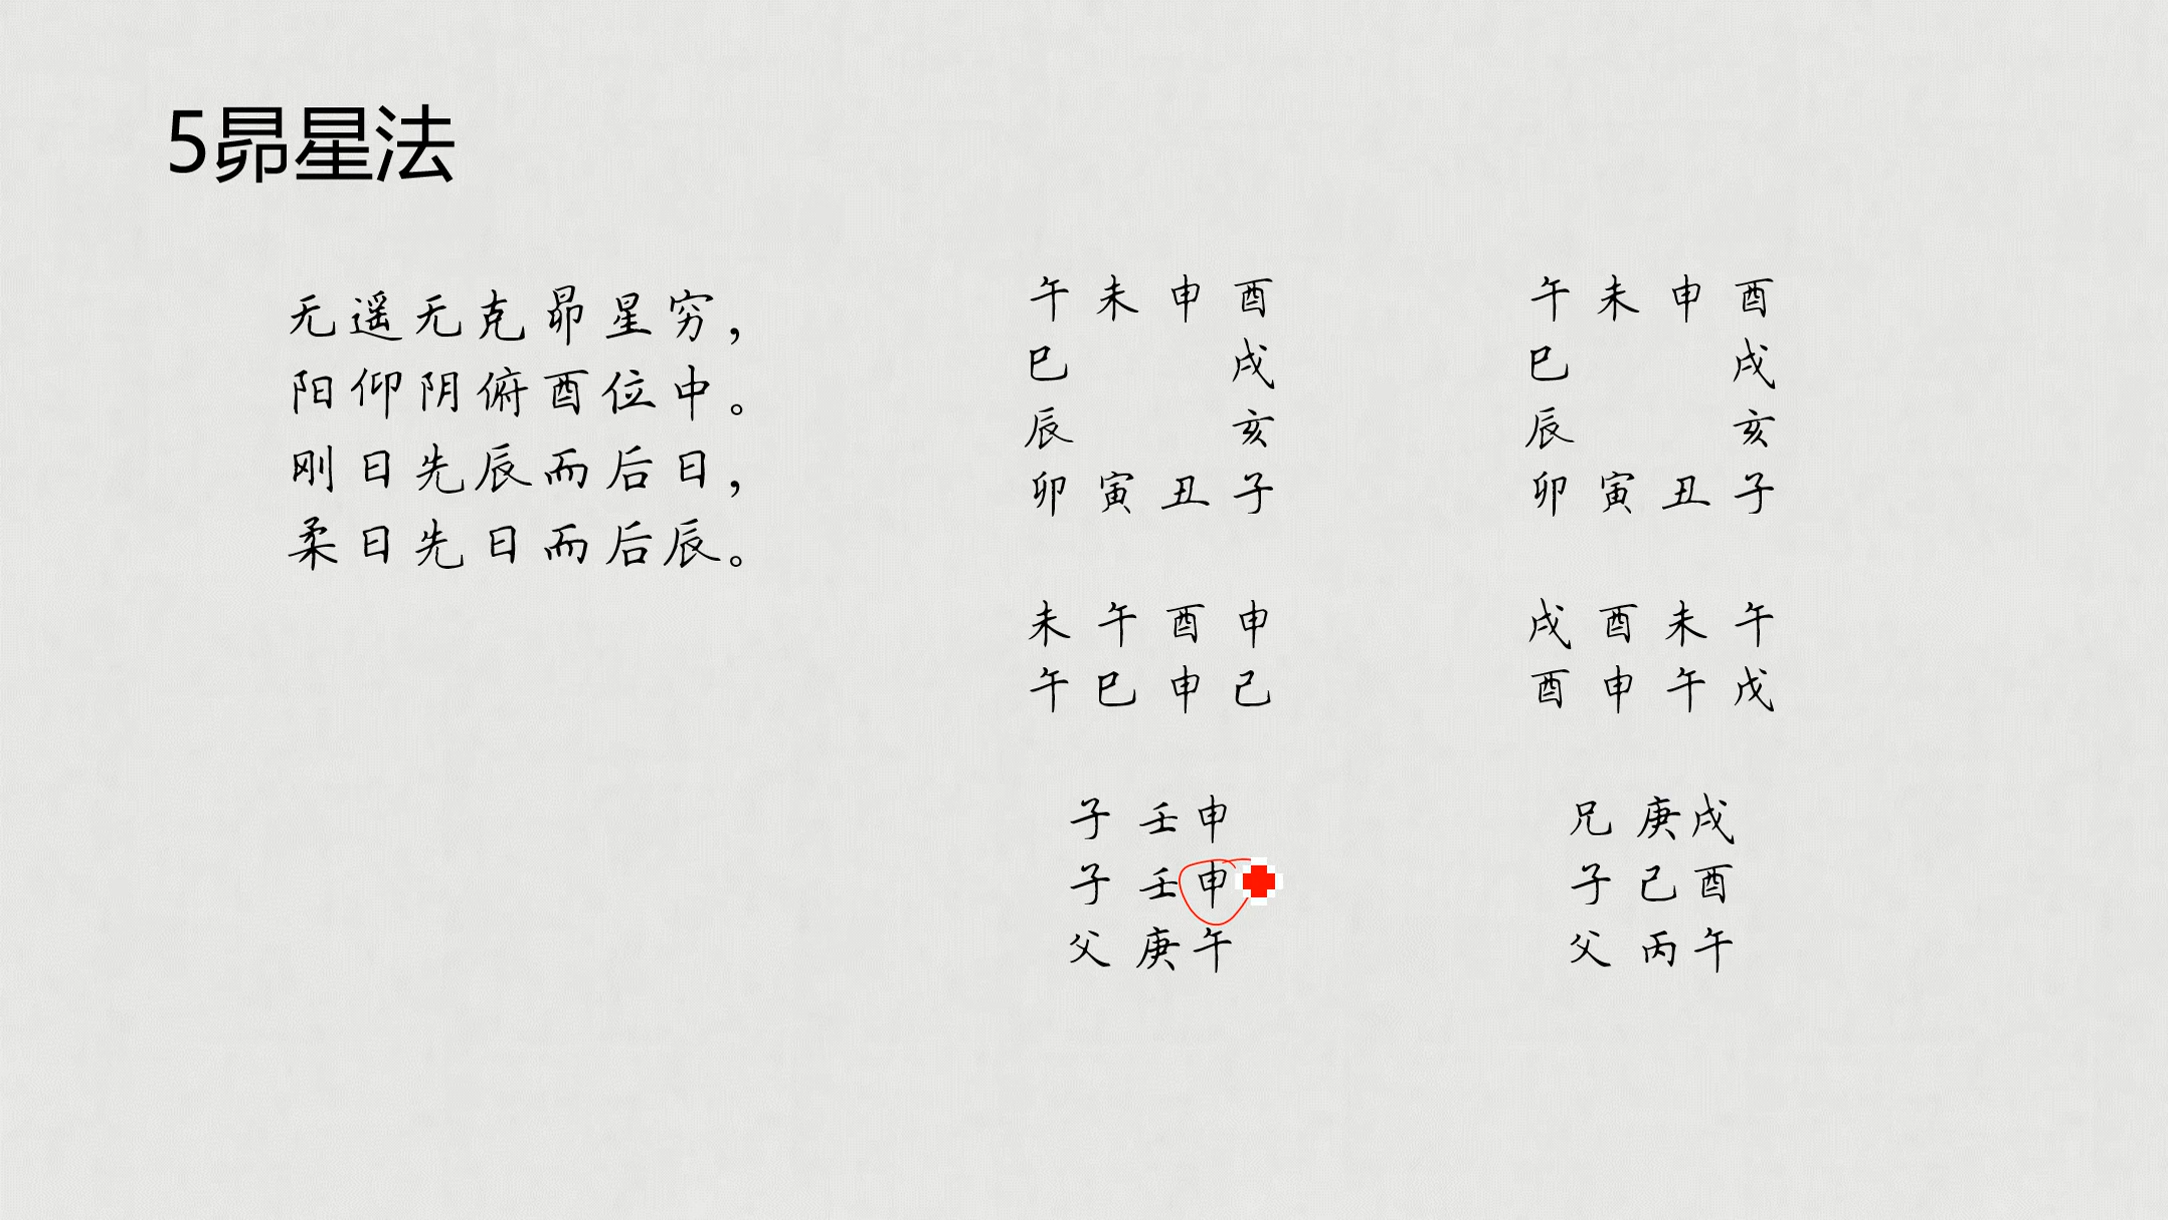 5昴星法
无遥无克昴星穷，
阳仰阴俯酉位中。
刚日先辰而后日，
柔日先日而后辰。
午 未 申 酉
巳 戌
辰 亥
卯 寅 丑 子
未 午 酉 申
午 巳 申 己
子 壬申
子 壬申
父 庚午
午 未 申 酉
巳 戌
辰 亥
卯 寅 丑 子
戌 酉 未 午
酉 申 午 戊
兄 庚戌
子 己酉
父 丙午